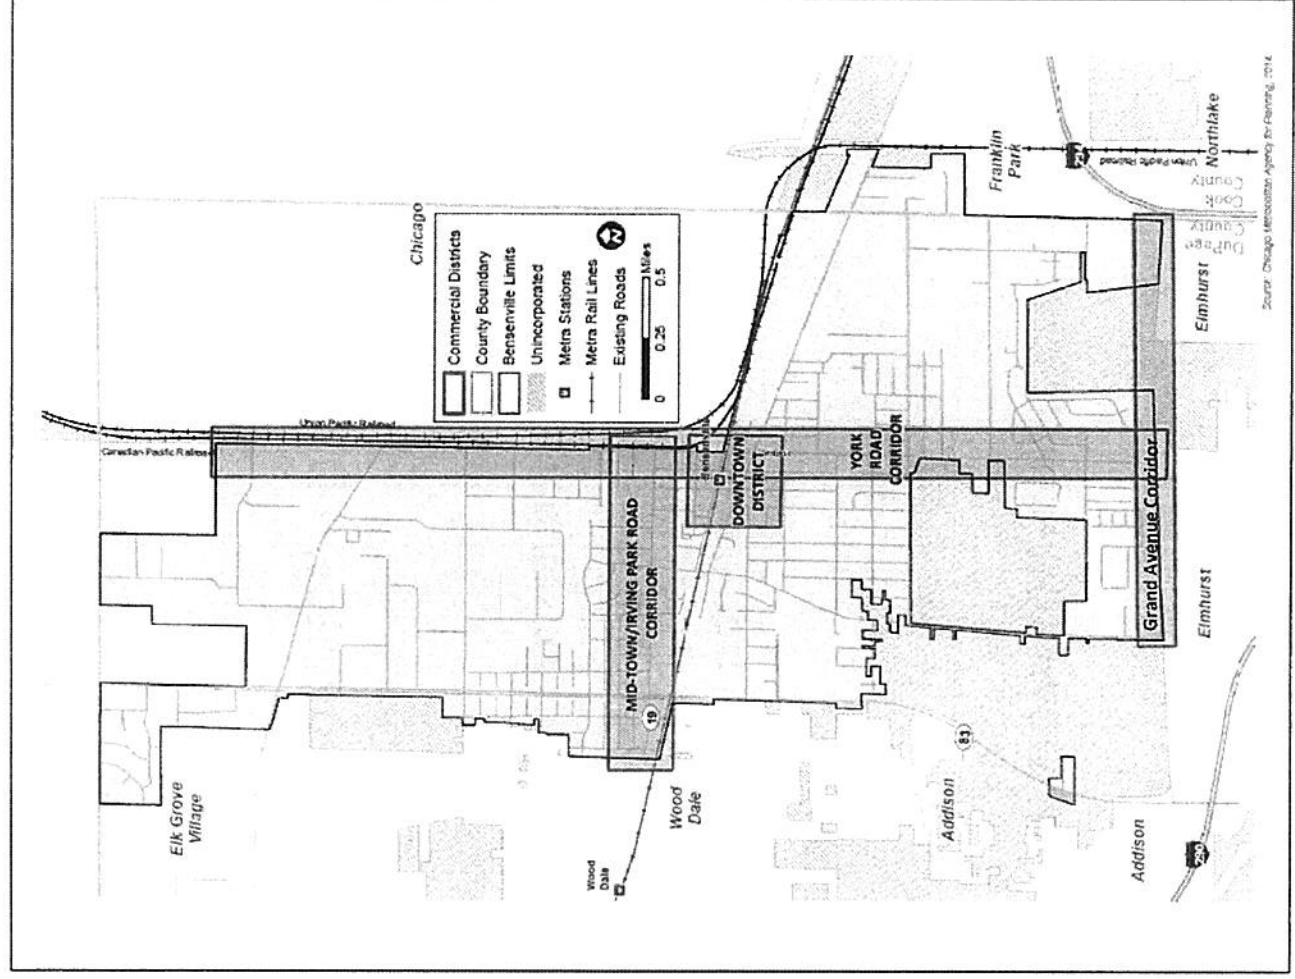 Chicago
Commercial Districts
County Boundary
Bensenville Limits
Unincorporated
Metra Stations
Metra Rail Lines
Existing Roads
N
0 0.25 0.5
Miles
Union Pacific Railroad
Canadian Pacific Railroad
Elk Grove
Village
MID-TOWN/IRVING PARK ROAD
CORRIDOR
19
DOWNTOWN
DISTRICT
YORK
ROAD
CORRIDOR
Grand Avenue Corridor
Wood
Dale
Wood
Dale
Addison
Addison
83
290
Elmhurst
Elmhurst
Franklin
Park
Northlake
Union Pacific Railroad
Cook
County
DuPage
County
Source: Chicago Metropolitan Agency for Planning, 2014.